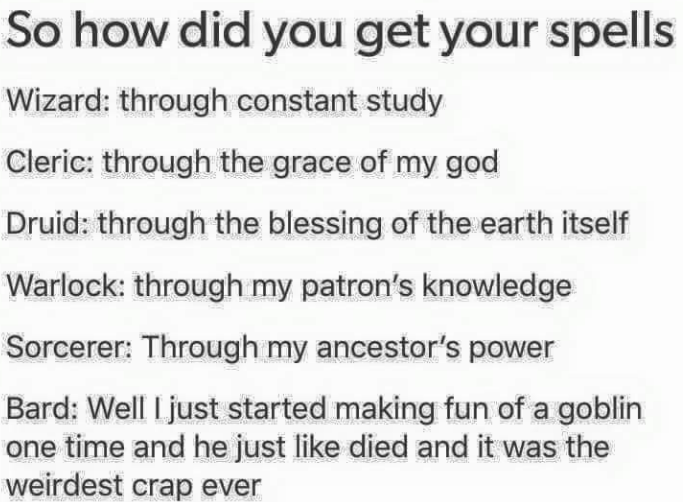 So how did you get your spells
Wizard: through constant study
Cleric: through the grace of my god
Druid: through the blessing of the earth itself
Warlock: through my patron’s knowledge
Sorcerer: Through my ancestor’s power
Bard: Well I just started making fun of a goblin
one time and he just like died and it was the
weirdest crap ever